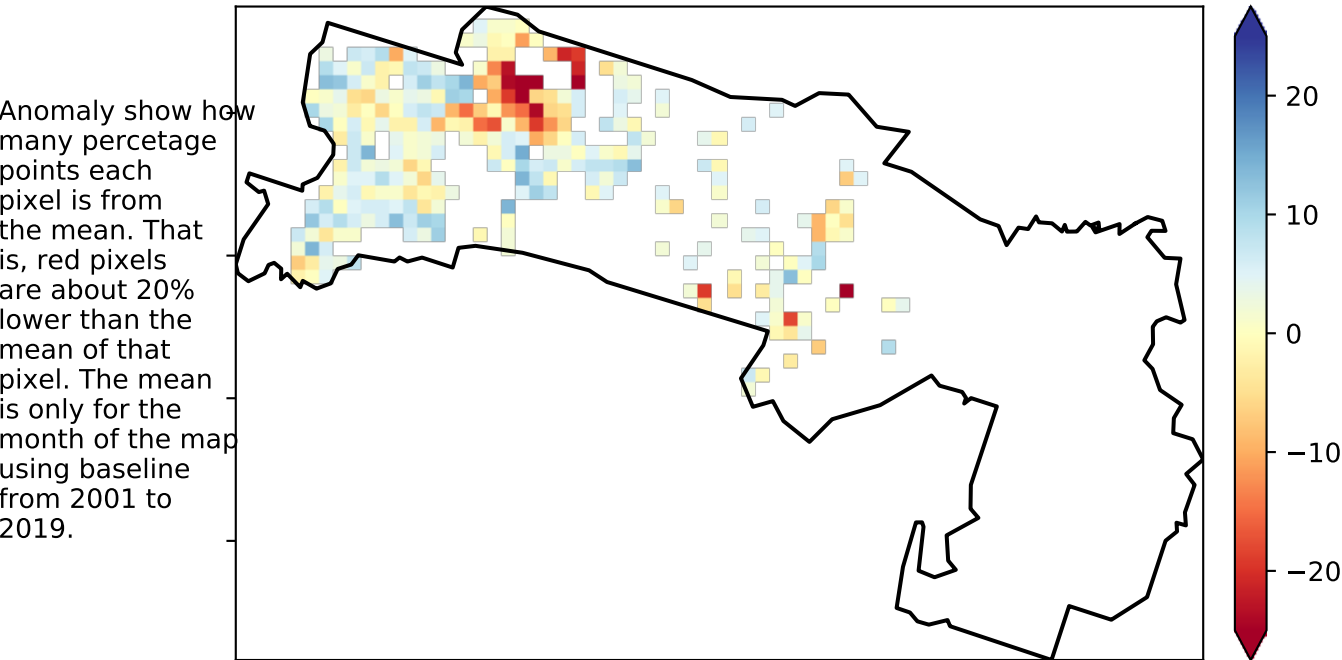 Anomaly show how
many percetage
points each
pixel is from
the mean. That
is, red pixels
are about 20%
lower than the
mean of that
pixel. The mean
is only for the
month of the map
using baseline
from 2001 to
2019.
20
10
0
−10
−20